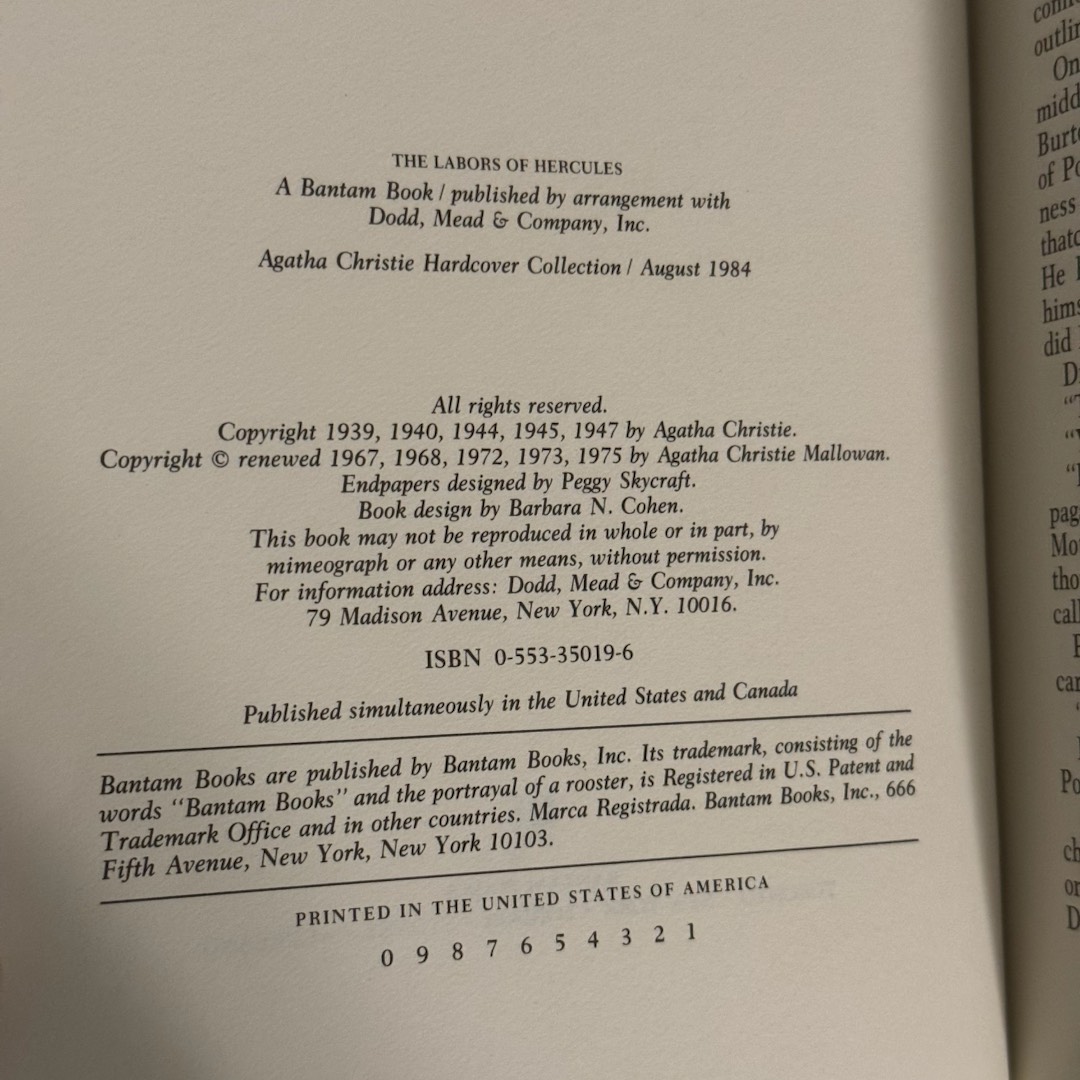 THE LABORS OF HERCULES
A Bantam Book / published by arrangement with
Dodd, Mead & Company, Inc.
Agatha Christie Hardcover Collection / August 1984
All rights reserved.
Copyright 1939, 1940, 1944, 1945, 1947 by Agatha Christie.
Copyright © renewed 1967, 1968, 1972, 1973, 1975 by Agatha Christie Mallowan.
Endpapers designed by Peggy Skycraft.
Book design by Barbara N. Cohen.
This book may not be reproduced in whole or in part, by
mimeograph or any other means, without permission.
For information address: Dodd, Mead & Company, Inc.
79 Madison Avenue, New York, N.Y. 10016.
ISBN 0-553-35019-6
Published simultaneously in the United States and Canada
Bantam Books are published by Bantam Books, Inc. Its trademark, consisting of the
words "Bantam Books" and the portrayal of a rooster, is Registered in U.S. Patent and
Trademark Office and in other countries. Marca Registrada. Bantam Books, Inc., 666
Fifth Avenue, New York, New York 10103.
PRINTED IN THE UNITED STATES OF AMERICA
0 9 8 7 6 5 4 3 2 1
On
of
ness
He
did